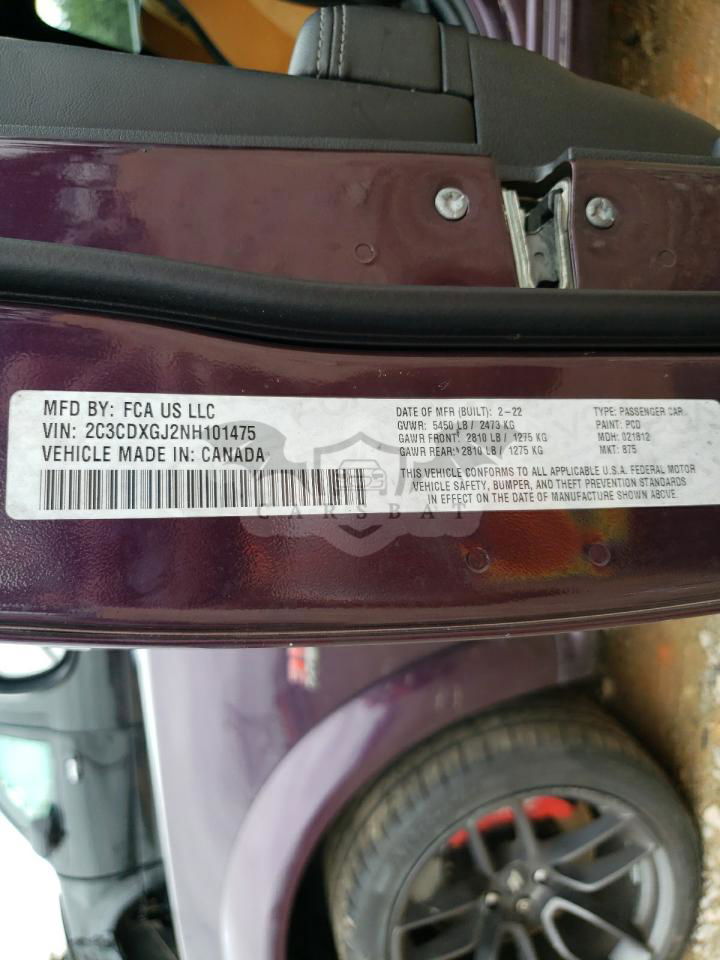 MFD BY: FCA US LLC
VIN: 2C3CDXGJ2NH101475
VEHICLE MADE IN: CANADA
DATE OF MFR (BUILT): 2-22
GVWR: 5450 LB / 2473 KG
GAWR FRONT: 2810 LB / 1275 KG
GAWR REAR: 2810 LB / 1275 KG
TYPE: PASSENGER CAR
PAINT: PCD
MDH: 021812
MKT: 875
THIS VEHICLE CONFORMS TO ALL APPLICABLE U.S.A. FEDERAL MOTOR
VEHICLE SAFETY, BUMPER, AND THEFT PREVENTION STANDARDS
IN EFFECT ON THE DATE OF MANUFACTURE SHOWN ABOVE.
CARSBAT